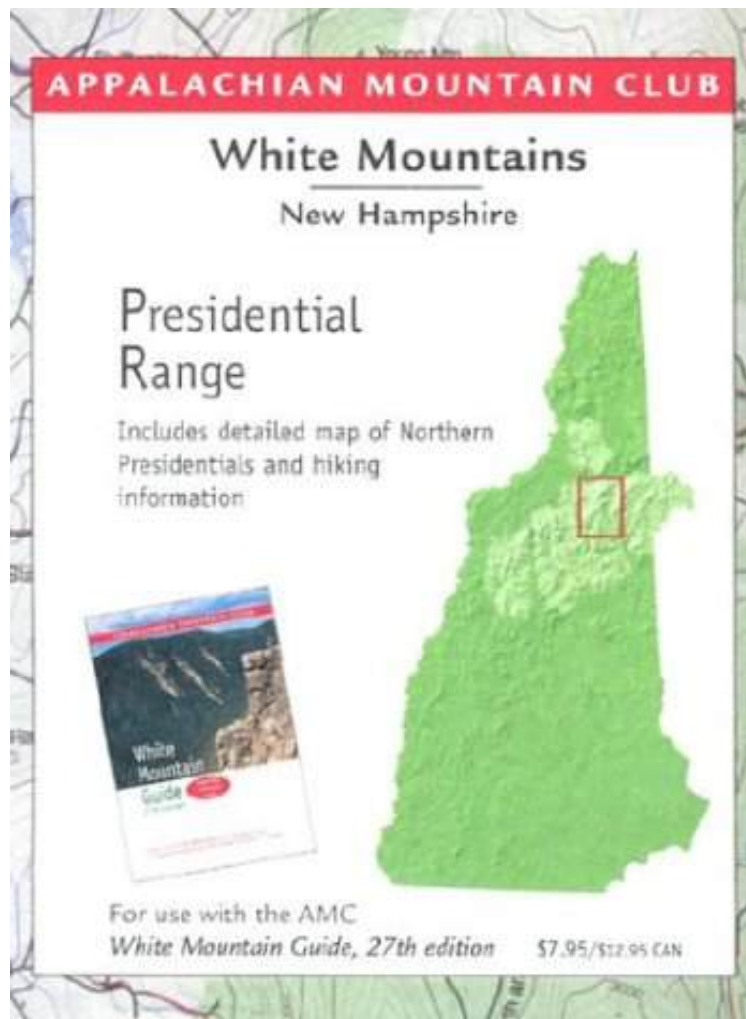 APPALACHIAN MOUNTAIN CLUB
White Mountains
New Hampshire
Presidential
Range
Includes detailed map of Northern
Presidentials and hiking
information
White
Mountain
Guide
For use with the AMC
White Mountain Guide, 27th edition
$7.95/$12.95 CAN